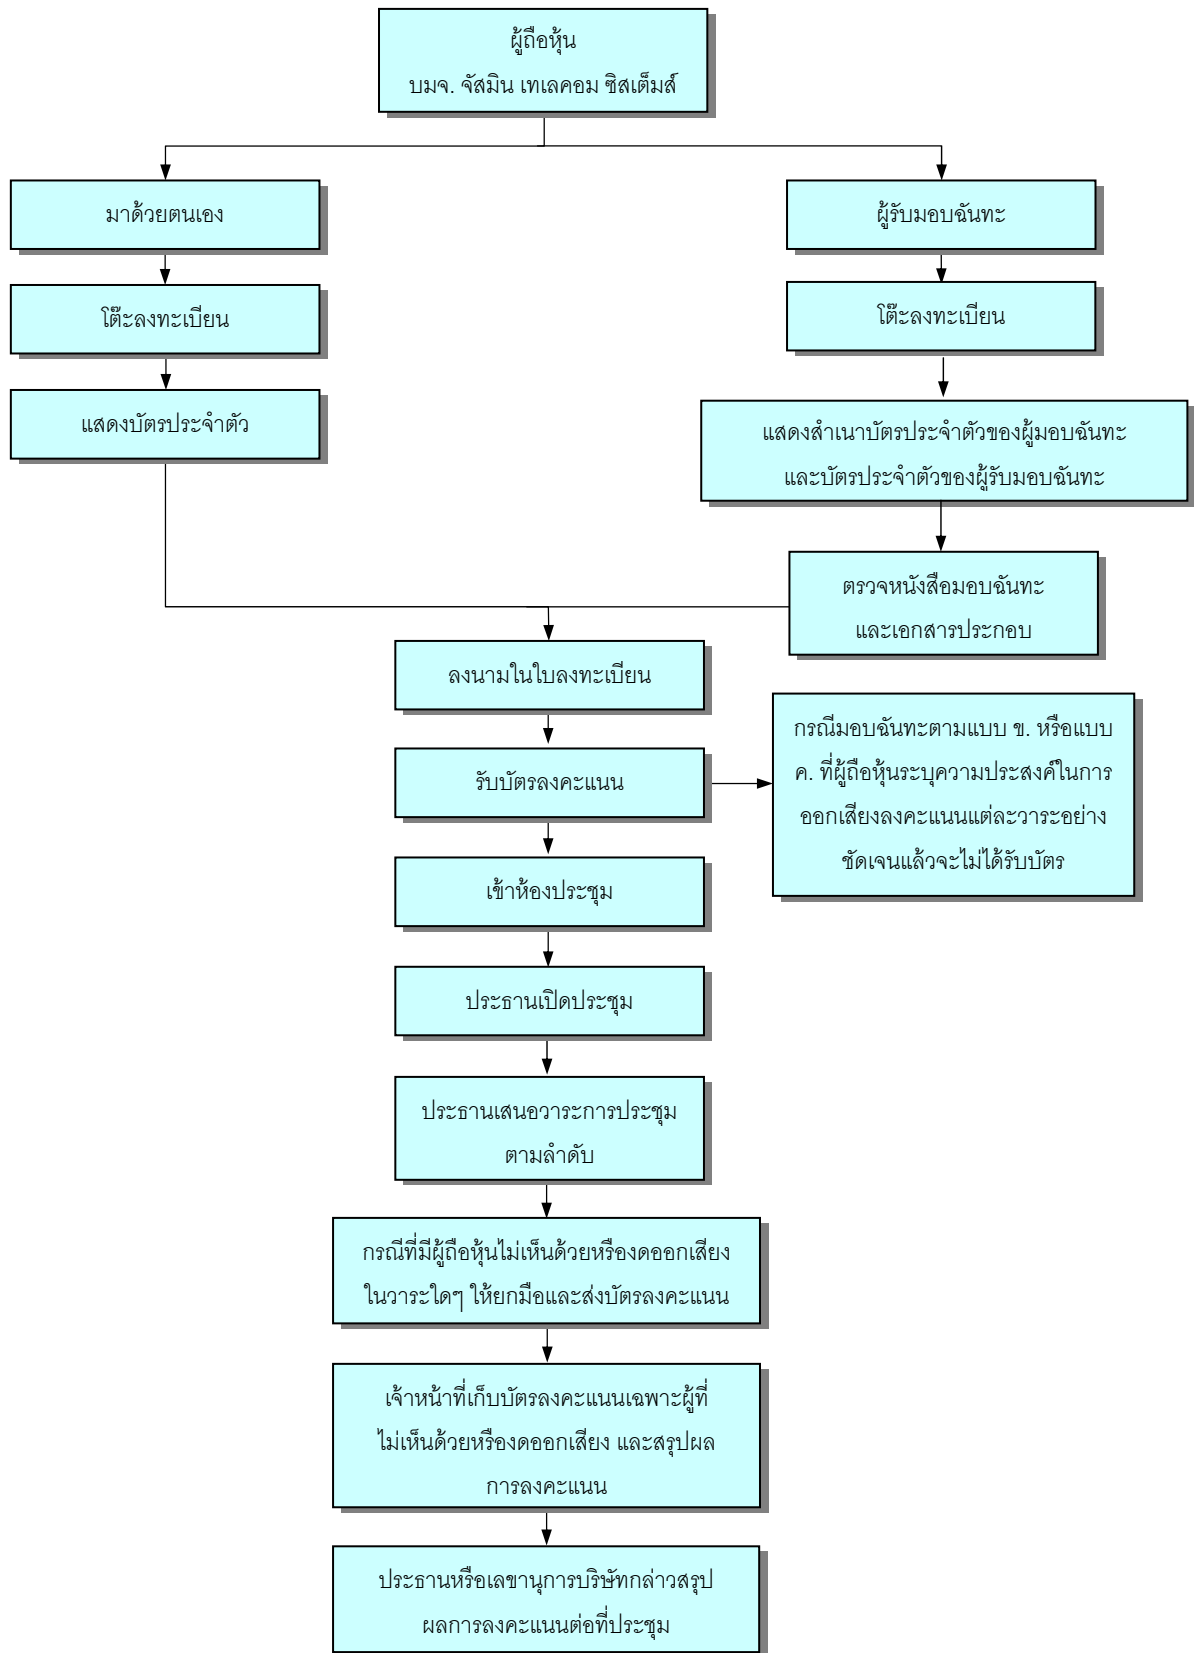 ผู้ถือหุ้น
บมจ. จัสมิน เทเลคอม ซิสเต็มส์
มาด้วยตนเอง
ผู้รับมอบฉันทะ
โต๊ะลงทะเบียน
โต๊ะลงทะเบียน
แสดงบัตรประจำตัว
แสดงสำเนาบัตรประจำตัวของผู้มอบฉันทะ
และบัตรประจำตัวของผู้รับมอบฉันทะ
ตรวจหนังสือมอบฉันทะ
และเอกสารประกอบ
ลงนามในใบลงทะเบียน
รับบัตรลงคะแนน
กรณีมอบฉันทะตามแบบ ข. หรือแบบ
ค. ที่ผู้ถือหุ้นระบุความประสงค์ในการ
ออกเสียงลงคะแนนแต่ละวาระอย่าง
ชัดเจนแล้วจะไม่ได้รับบัตร
เข้าห้องประชุม
ประธานเปิดประชุม
ประธานเสนอวาระการประชุม
ตามลำดับ
กรณีที่มีผู้ถือหุ้นไม่เห็นด้วยหรืองดออกเสียง
ในวาระใดๆ ให้ยกมือและส่งบัตรลงคะแนน
เจ้าหน้าที่เก็บบัตรลงคะแนนเฉพาะผู้ที่
ไม่เห็นด้วยหรืองดออกเสียง และสรุปผล
การลงคะแนน
ประธานหรือเลขานุการบริษัทกล่าวสรุป
ผลการลงคะแนนต่อที่ประชุม